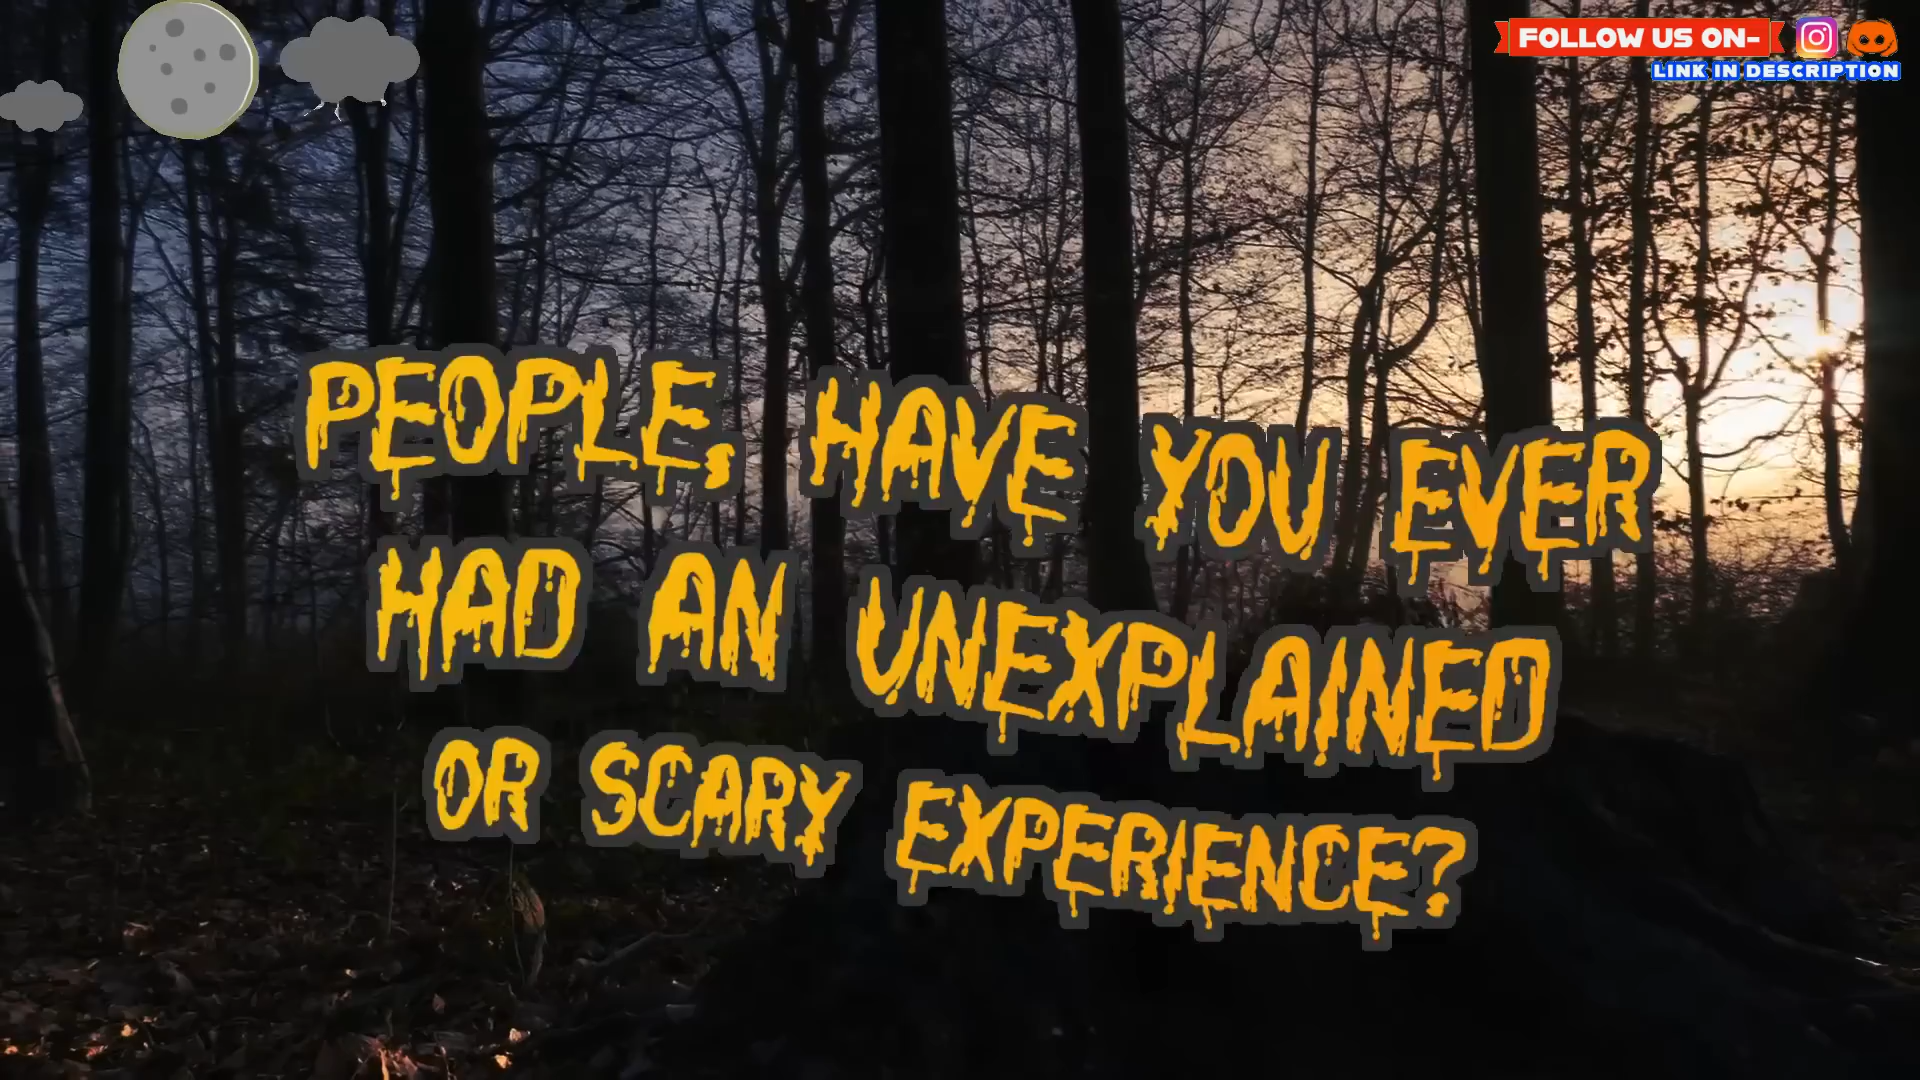 FOLLOW US ON-
LINK IN DESCRIPTION
PEOPLE, HAVE YOU EVER
HAD AN UNEXPLAINED
OR SCARY EXPERIENCE?